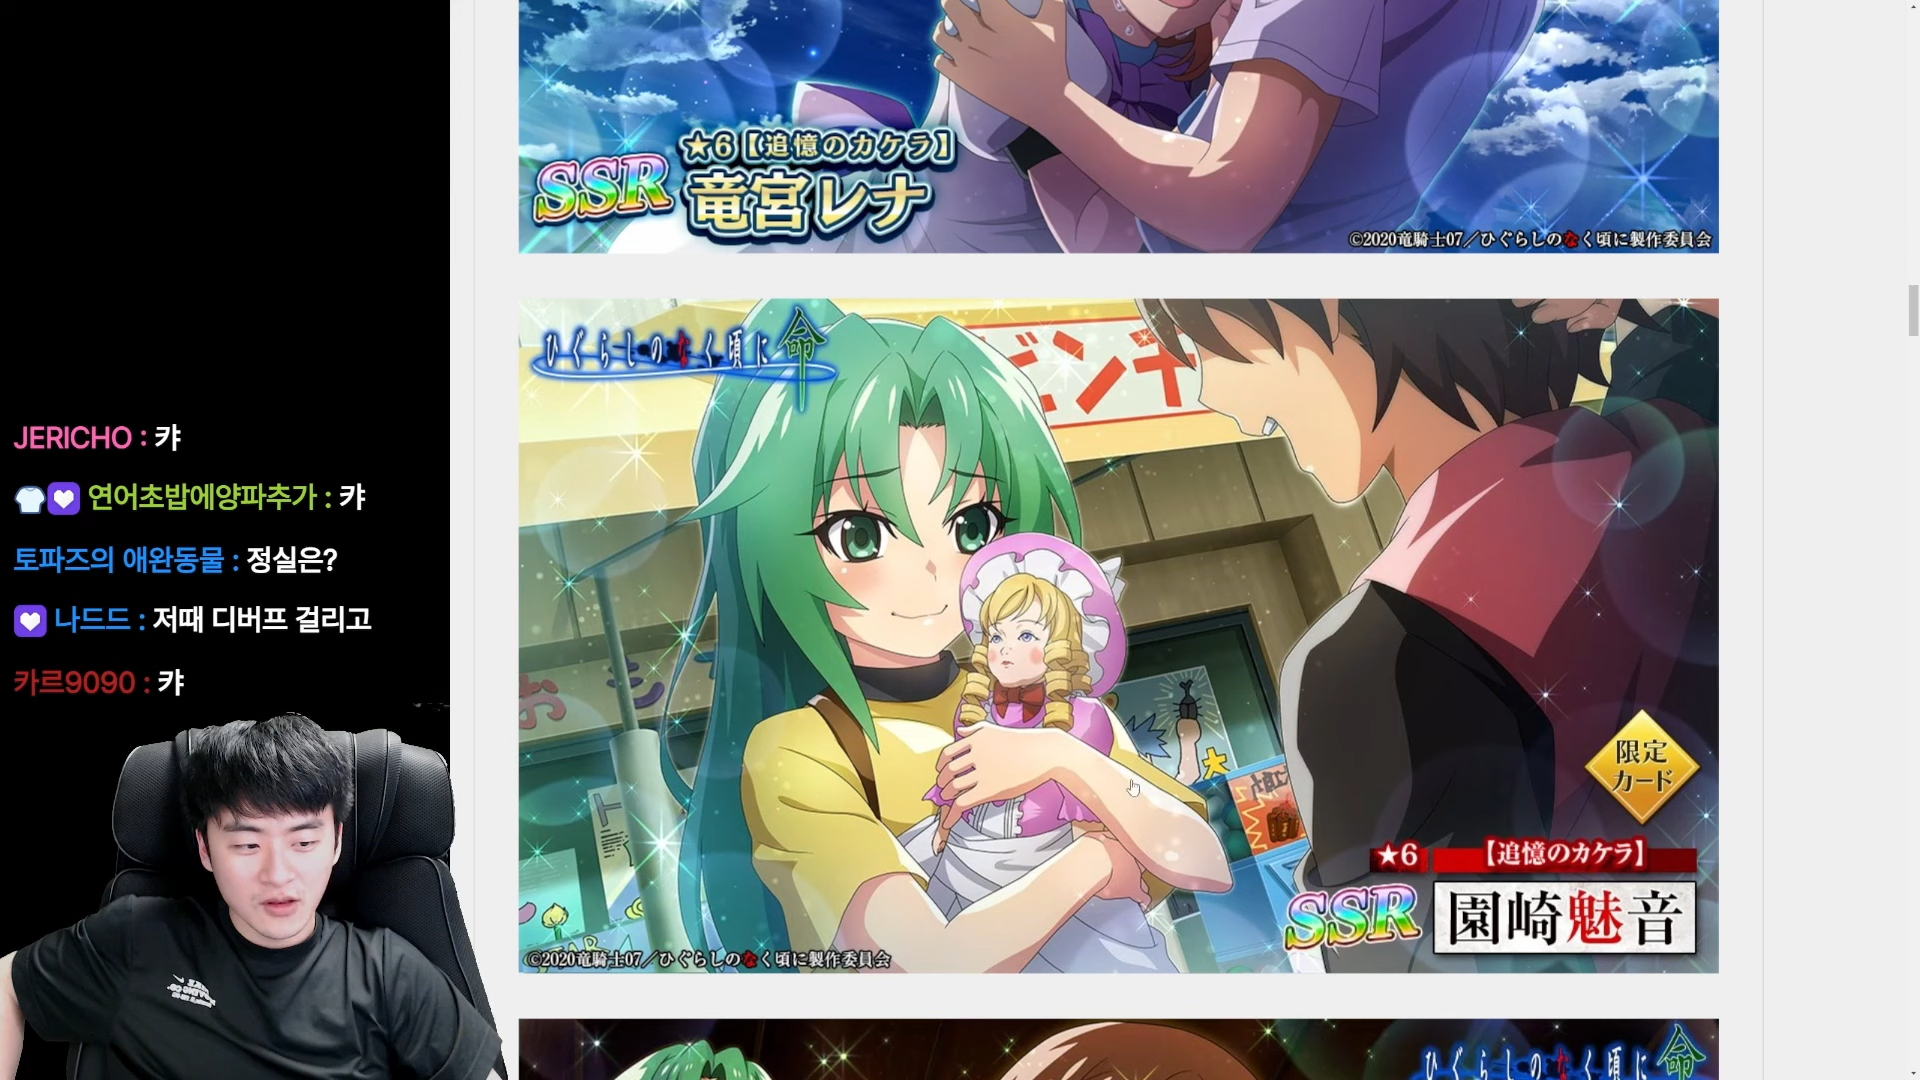 ★6【追憶のカケラ】
SSR 竜宮レナ
©2020竜騎士07／ひぐらしのなく頃に製作委員会
ひぐらしのなく頃に 命
ビンテ
JERICHO : 캬
연어초밥에양파추가 : 캬
토파즈의 애완동물 : 정실은?
나드드 : 저때 디버프 걸리고
카르9090 : 캬
おも
大
限定
カード
★6 【追憶のカケラ】
SSR 園崎魅音
©2020竜騎士07／ひぐらしのなく頃に製作委員会
ひぐらしのなく頃に 命